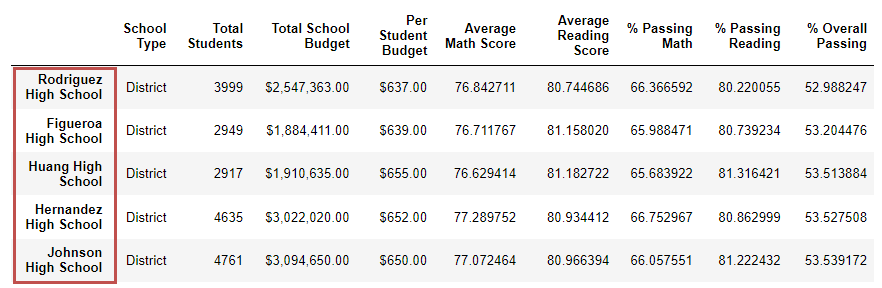 School Type Total Students Total School Budget Per Student Budget Average Math Score Average Reading Score % Passing Math % Passing Reading % Overall Passing
Rodriguez High School District 3999 $2,547,363.00 $637.00 76.842711 80.744686 66.366592 80.220055 52.988247
Figueroa High School District 2949 $1,884,411.00 $639.00 76.711767 81.158020 65.988471 80.739234 53.204476
Huang High School District 2917 $1,910,635.00 $655.00 76.629414 81.182722 65.683922 81.316421 53.513884
Hernandez High School District 4635 $3,022,020.00 $652.00 77.289752 80.934412 66.752967 80.862999 53.527508
Johnson High School District 4761 $3,094,650.00 $650.00 77.072464 80.966394 66.057551 81.222432 53.539172